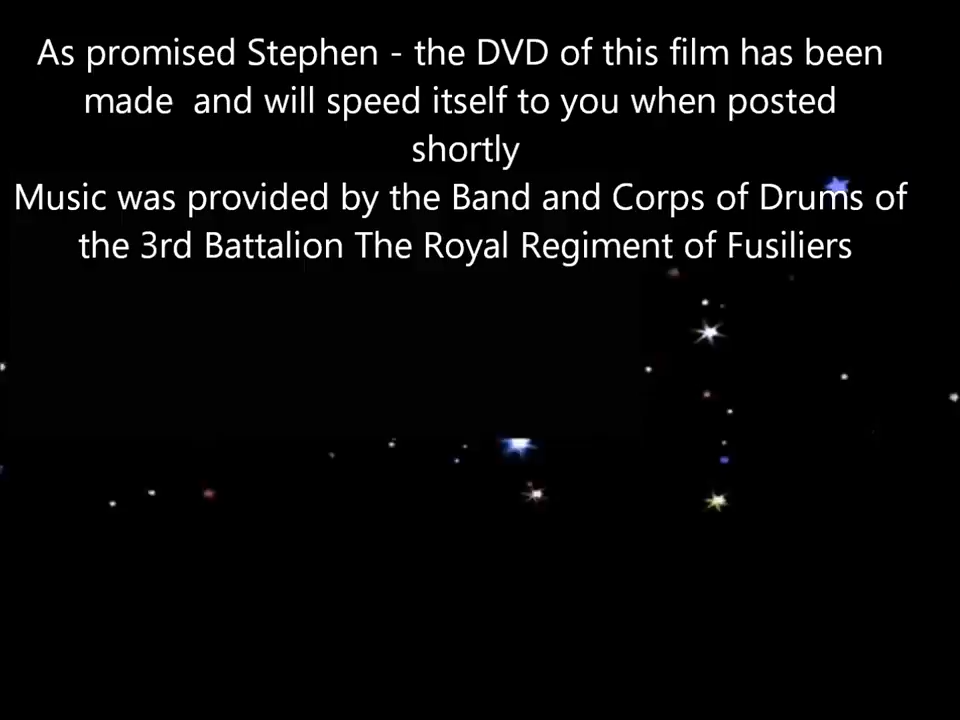 As promised Stephen - the DVD of this film has been
made  and will speed itself to you when posted
shortly
Music was provided by the Band and Corps of Drums of
the 3rd Battalion The Royal Regiment of Fusiliers